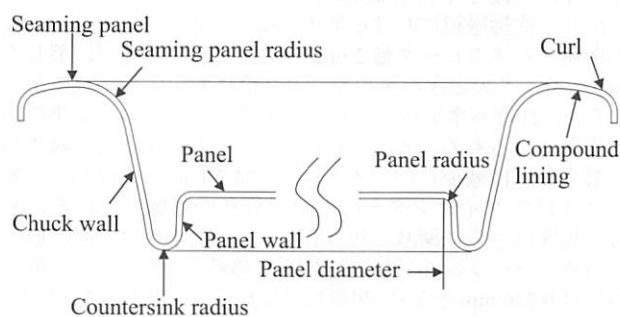 Seaming panel
Seaming panel radius
Curl
Panel
Panel radius
Compound
lining
Chuck wall
Panel wall
Panel diameter
Countersink radius